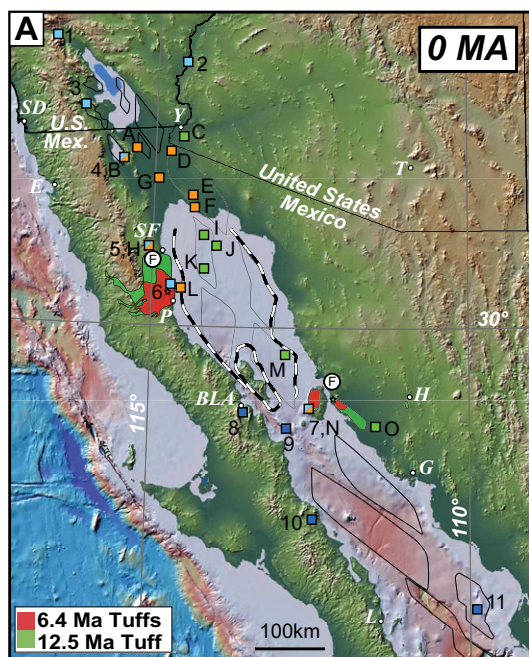 A
0 MA
1
2
3
SD
U.S.
Mex.
Y
C
A
D
4,B
T
E
G
E
F
United States
Mexico
SF
5,H
I
J
F
K
6
L
P
30°
M
F
BLA
H
8
7,N
O
9
115°
G
110°
10
11
L
6.4 Ma Tuffs
12.5 Ma Tuff
100km